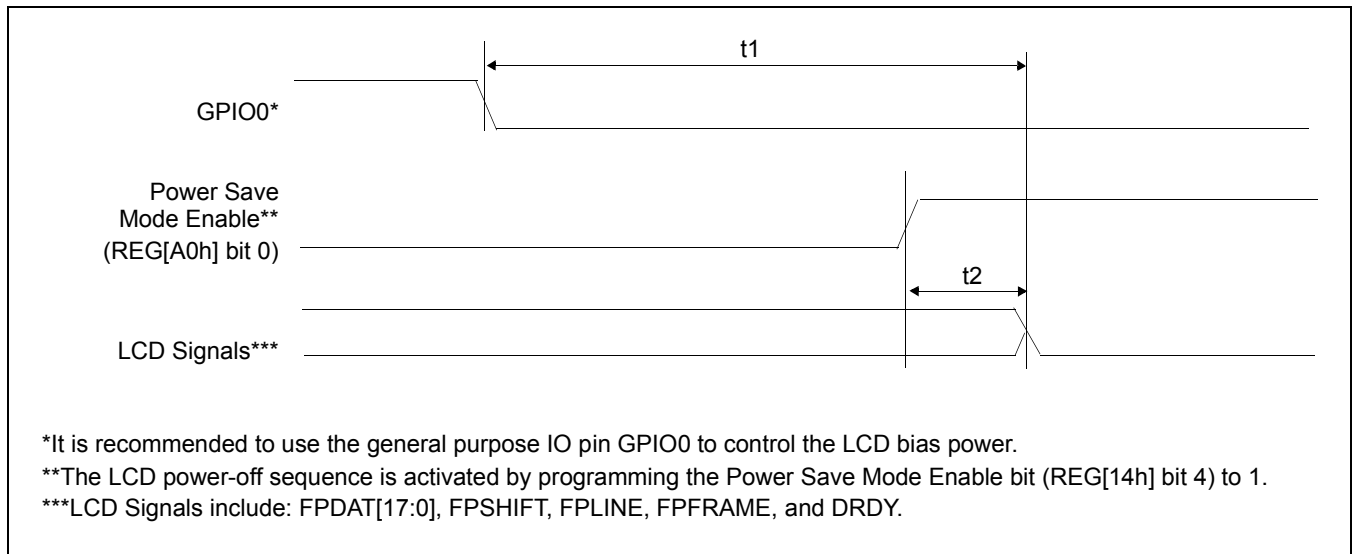 t1
GPIO0*
Power Save
Mode Enable**
(REG[A0h] bit 0)
t2
LCD Signals***
*It is recommended to use the general purpose IO pin GPIO0 to control the LCD bias power.
**The LCD power-off sequence is activated by programming the Power Save Mode Enable bit (REG[14h] bit 4) to 1.
***LCD Signals include: FPDAT[17:0], FPSHIFT, FPLINE, FPFRAME, and DRDY.